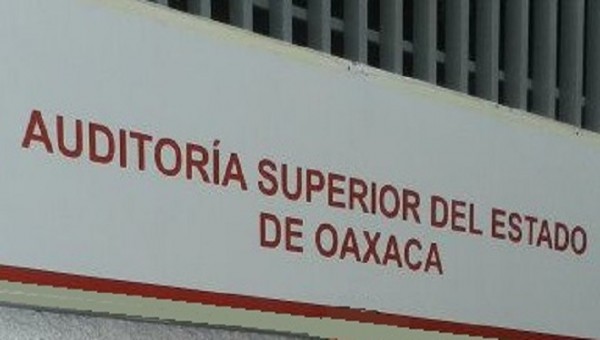 AUDITORÍA SUPERIOR DEL ESTADO
DE OAXACA